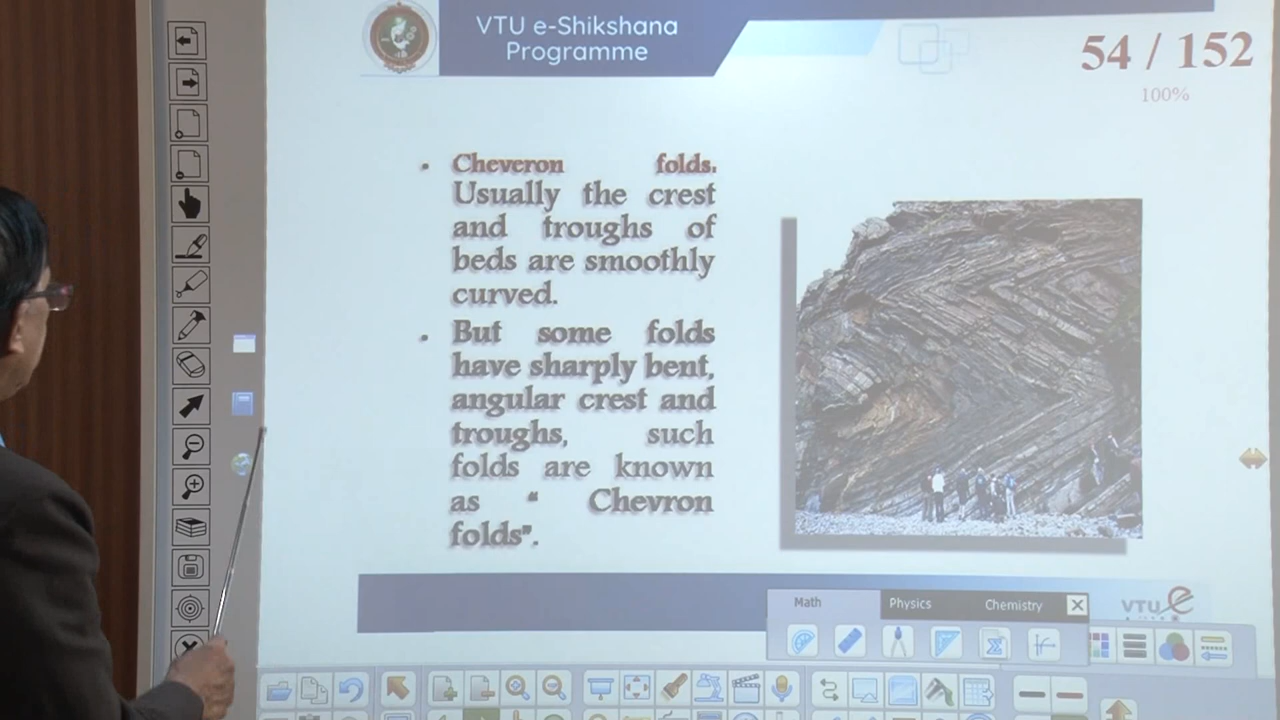 VTU e-Shikshana
Programme
54 / 152
100%
• Cheveron folds.
Usually the crest
and troughs of
beds are smoothly
curved.
• But some folds
have sharply bent,
angular crest and
troughs, such
folds are known
as “ Chevron
folds”.
Math Physics Chemistry
VTU e